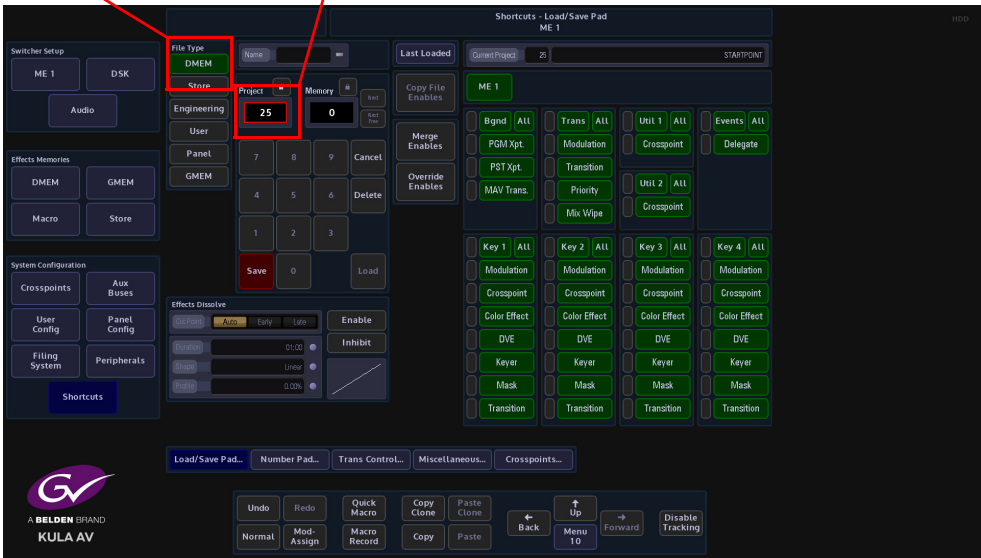 Shortcuts - Load/Save Pad
ME 1
HDD
Switcher Setup
ME 1
DSK
Audio
Effects Memories
DMEM
GMEM
Macro
Store
System Configuration
Crosspoints
Aux
Buses
User
Config
Panel
Config
Filing
System
Peripherals
Shortcuts
File Type
DMEM
Store
Engineering
User
Panel
GMEM
Name
Project
25
Memory
0
Next
Next
Free
7
8
9
Cancel
4
5
6
Delete
1
2
3
Save
0
Load
Effects Dissolve
Cut Point
Auto
Early
Late
Enable
Duration
01:00
Inhibit
Shape
Linear
Profile
0.00%
Last Loaded
Copy File
Enables
Merge
Enables
Override
Enables
Current Project
25
STARTPOINT
ME 1
Bgnd
All
PGM Xpt.
PST Xpt.
MAV Trans.
Trans
All
Modulation
Transition
Priority
Mix Wipe
Util 1
All
Crosspoint
Util 2
All
Crosspoint
Events
All
Delegate
Key 1
All
Modulation
Crosspoint
Color Effect
DVE
Keyer
Mask
Transition
Key 2
All
Modulation
Crosspoint
Color Effect
DVE
Keyer
Mask
Transition
Key 3
All
Modulation
Crosspoint
Color Effect
DVE
Keyer
Mask
Transition
Key 4
All
Modulation
Crosspoint
Color Effect
DVE
Keyer
Mask
Transition
Load/Save Pad...
Number Pad...
Trans Control...
Miscellaneous...
Crosspoints...
GV
A BELDEN BRAND
KULA AV
Undo
Redo
Quick
Macro
Copy
Clone
Paste
Clone
Normal
Mod-
Assign
Macro
Record
Copy
Paste
Back
Up
Menu
10
Forward
Disable
Tracking